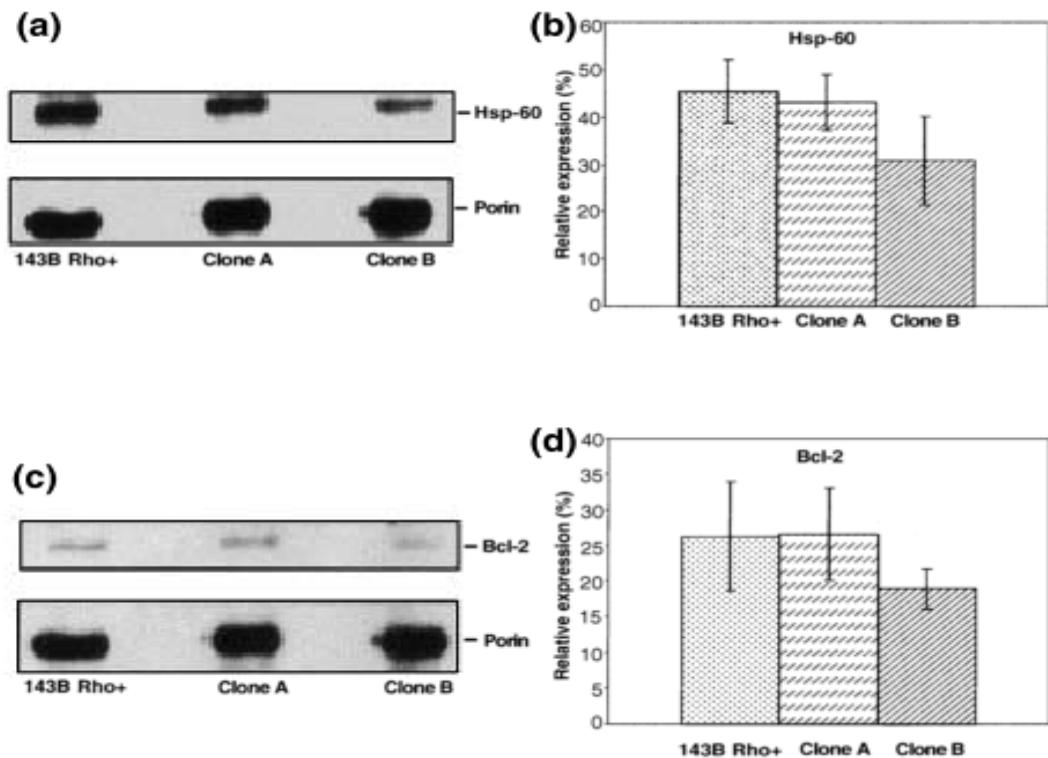 (a)
Hsp-60
Porin
143B Rho+ Clone A Clone B
(b)
Hsp-60
Relative expression (%)
60
50
40
30
20
10
0
143B Rho+ Clone A Clone B
(c)
Bcl-2
Porin
143B Rho+ Clone A Clone B
(d)
Bcl-2
Relative expression (%)
40
35
30
25
20
15
10
5
0
143B Rho+ Clone A Clone B